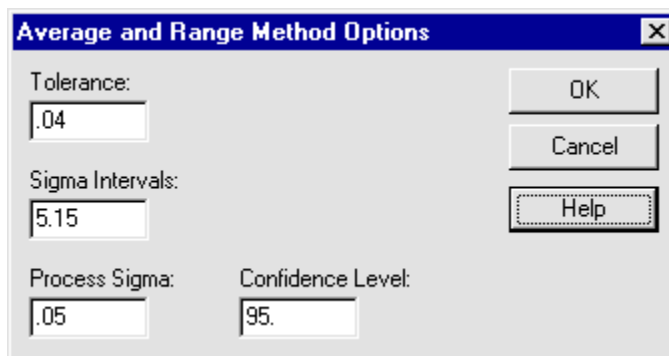 Average and Range Method Options
Tolerance:
.04
Sigma Intervals:
5.15
Process Sigma:
.05
Confidence Level:
95.
OK
Cancel
Help